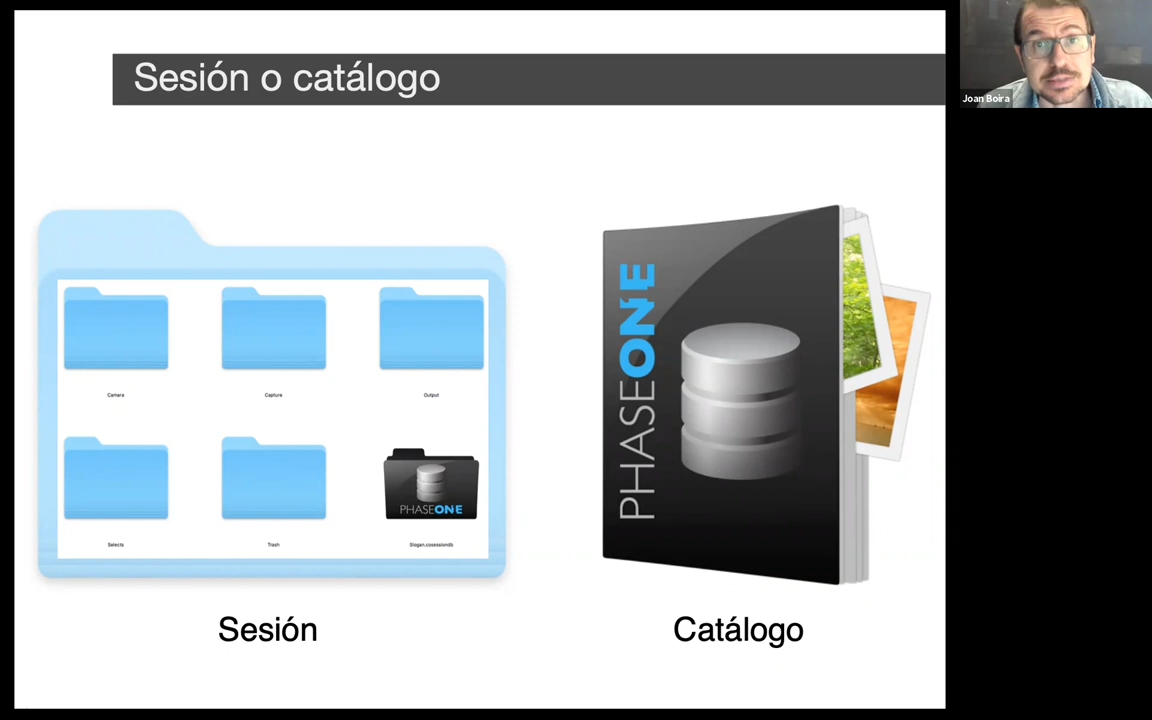 Sesión o catálogo
Joan Boira
Camera
Capture
Output
Selects
Trash
Slogan.cosessiondb
PHASEONE
PHASEONE
Sesión
Catálogo